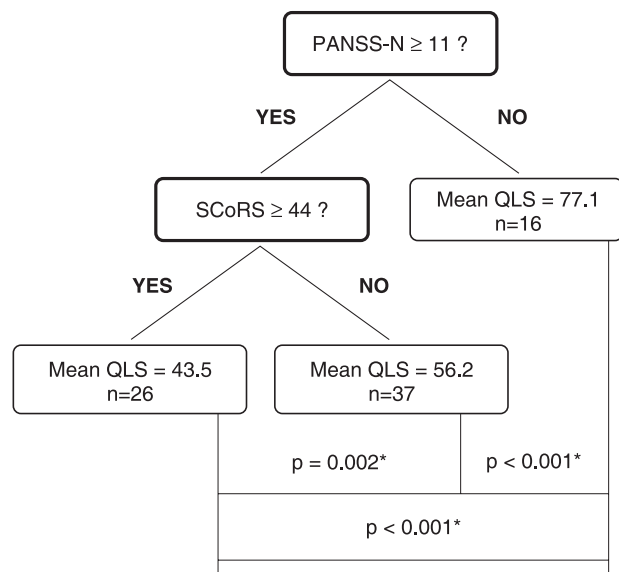 PANSS-N ≥ 11 ?
YES
NO
SCoRS ≥ 44 ?
Mean QLS = 77.1
n=16
YES
NO
Mean QLS = 43.5
n=26
Mean QLS = 56.2
n=37
p = 0.002*
p < 0.001*
p < 0.001*